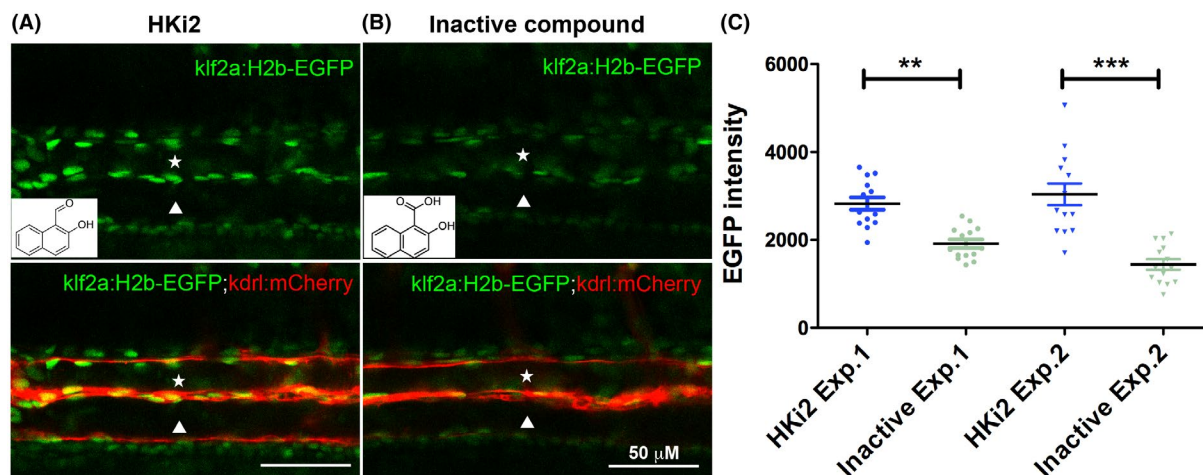 (A) HKi2
klf2a:H2b-EGFP
O
OH
klf2a:H2b-EGFP;kdrl:mCherry
(B) Inactive compound
klf2a:H2b-EGFP
O OH
OH
klf2a:H2b-EGFP;kdrl:mCherry
50 μM
(C)
EGFP intensity
6000
4000
2000
0
**
***
HKi2 Exp.1
Inactive Exp.1
HKi2 Exp.2
Inactive Exp.2